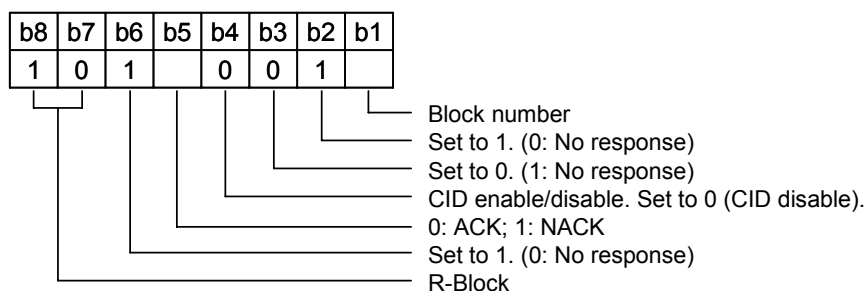 b8 b7 b6 b5 b4 b3 b2 b1
1 0 1 0 0 1
Block number
Set to 1. (0: No response)
Set to 0. (1: No response)
CID enable/disable. Set to 0 (CID disable).
0: ACK; 1: NACK
Set to 1. (0: No response)
R-Block